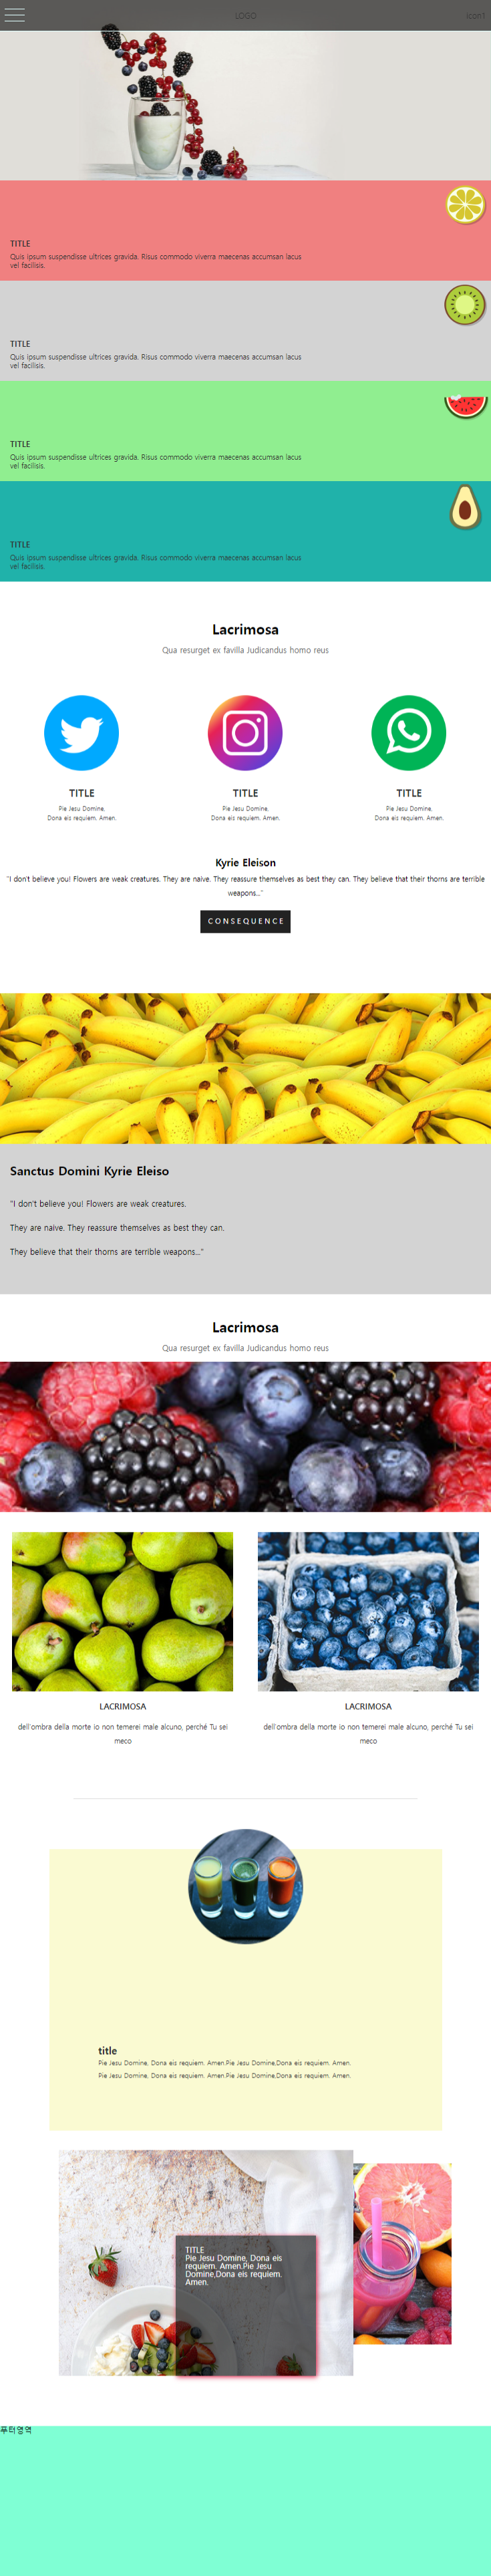 LOGO
icon1
TITLE
Quis ipsum suspendisse ultrices gravida. Risus commodo viverra maecenas accumsan lacus
vel facilisis.
TITLE
Quis ipsum suspendisse ultrices gravida. Risus commodo viverra maecenas accumsan lacus
vel facilisis.
TITLE
Quis ipsum suspendisse ultrices gravida. Risus commodo viverra maecenas accumsan lacus
vel facilisis.
TITLE
Quis ipsum suspendisse ultrices gravida. Risus commodo viverra maecenas accumsan lacus
vel facilisis.
Lacrimosa
Qua resurget ex favilla Judicandus homo reus
TITLE
Pie Jesu Domine,
Dona eis requiem. Amen.
TITLE
Pie Jesu Domine,
Dona eis requiem. Amen.
TITLE
Pie Jesu Domine,
Dona eis requiem. Amen.
Kyrie Eleison
"I don't believe you! Flowers are weak creatures. They are naive. They reassure themselves as best they can. They believe that their thorns are terrible
weapons..."
CONSEQUENCE
Sanctus Domini Kyrie Eleiso
"I don't believe you! Flowers are weak creatures.
They are naive. They reassure themselves as best they can.
They believe that their thorns are terrible weapons..."
Lacrimosa
Qua resurget ex favilla Judicandus homo reus
LACRIMOSA
dell'ombra della morte io non temerei male alcuno, perché Tu sei
meco
LACRIMOSA
dell'ombra della morte io non temerei male alcuno, perché Tu sei
meco
title
Pie Jesu Domine, Dona eis requiem. Amen.Pie Jesu Domine,Dona eis requiem. Amen.
Pie Jesu Domine, Dona eis requiem. Amen.Pie Jesu Domine,Dona eis requiem. Amen.
TITLE
Pie Jesu Domine, Dona eis
requiem. Amen.Pie Jesu
Domine,Dona eis requiem.
Amen.
푸터영역